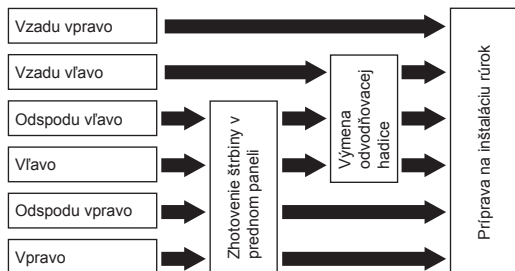 Vzadu vpravo
Vzadu vľavo
Odspodu vľavo
Vľavo
Odspodu vpravo
Vpravo
Zhotovenie štrbiny v
prednom paneli
Výmena
odvodňovacej
hadice
Príprava na inštaláciu rúrok